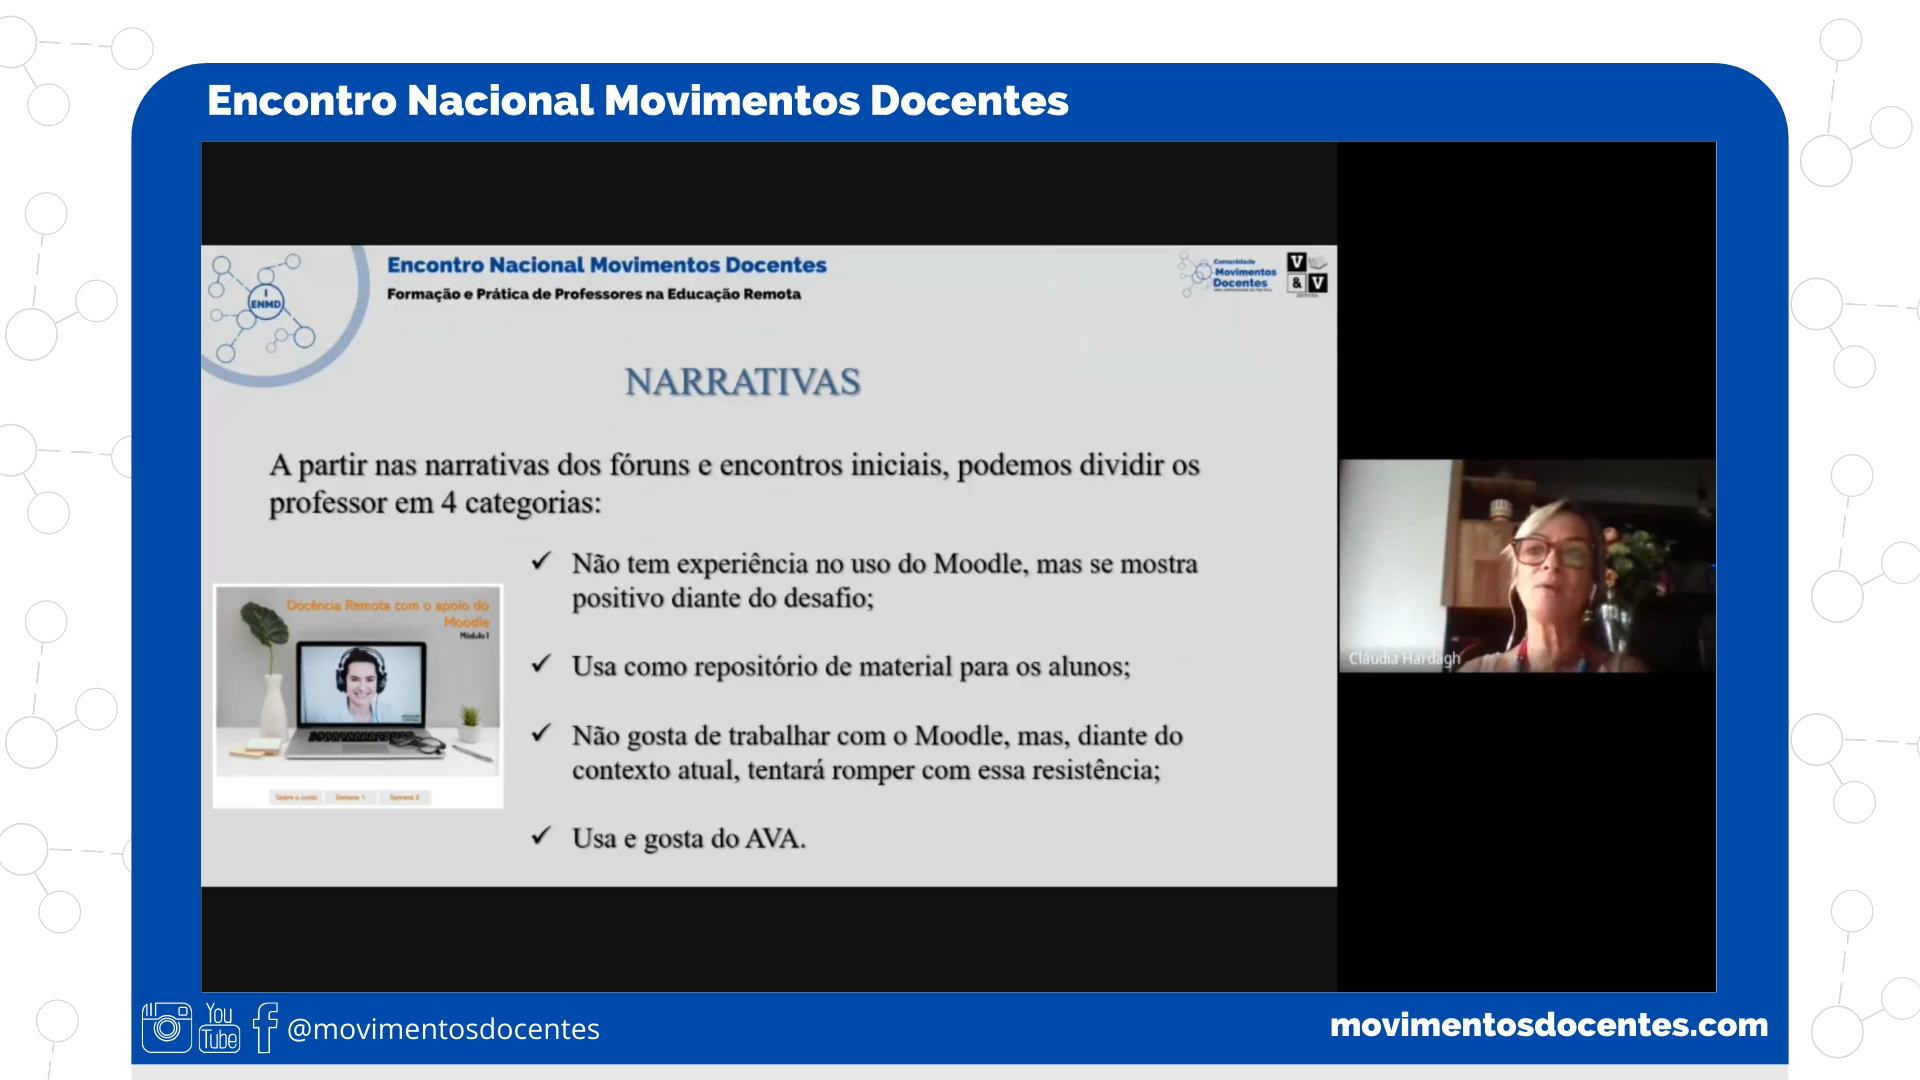 Encontro Nacional Movimentos Docentes
I
ENMD
Encontro Nacional Movimentos Docentes
Formação e Prática de Professores na Educação Remota
Comunidade
Movimentos
Docentes
V
& V
EDITORA
NARRATIVAS
A partir nas narrativas dos fóruns e encontros iniciais, podemos dividir os
professor em 4 categorias:
✓ Não tem experiência no uso do Moodle, mas se mostra
positivo diante do desafio;
✓ Usa como repositório de material para os alunos;
✓ Não gosta de trabalhar com o Moodle, mas, diante do
contexto atual, tentará romper com essa resistência;
✓ Usa e gosta do AVA.
Docência Remota com o apoio do
Moodle
Módulo 1
Sobre o curso Semana 1 Semana 2
Cláudia Hardagh
You
Tube
@movimentosdocentes
movimentosdocentes.com